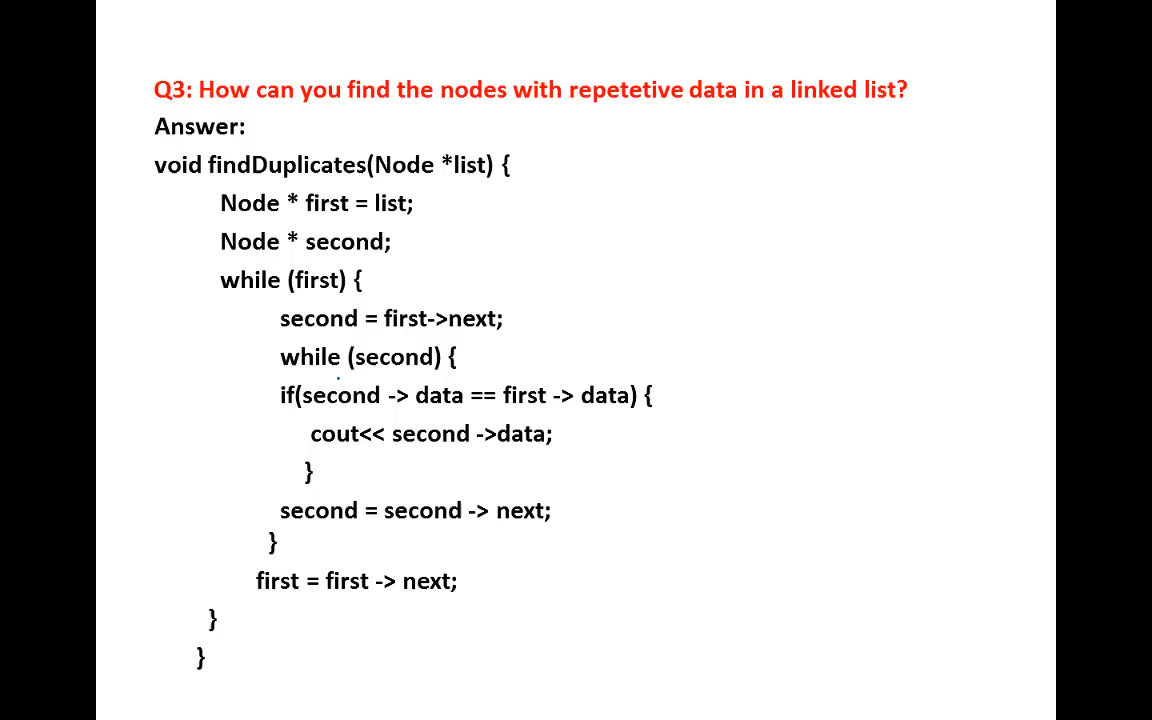 Q3: How can you find the nodes with repetetive data in a linked list?
Answer:
void findDuplicates(Node *list) {
Node * first = list;
Node * second;
while (first) {
second = first->next;
while (second) {
if(second -> data == first -> data) {
cout<< second ->data;
}
second = second -> next;
}
first = first -> next;
}
}